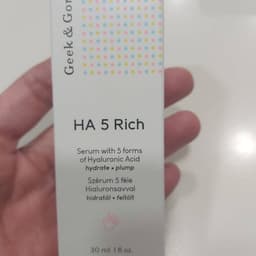 Geek & Gor
HA 5 Rich
Serum with 5 forms
of Hyaluronic Acid
hydrate • plump
Szérum 5 féle
Hialuronsavval
hidratál • feltölt
30 ml 1 fl oz.